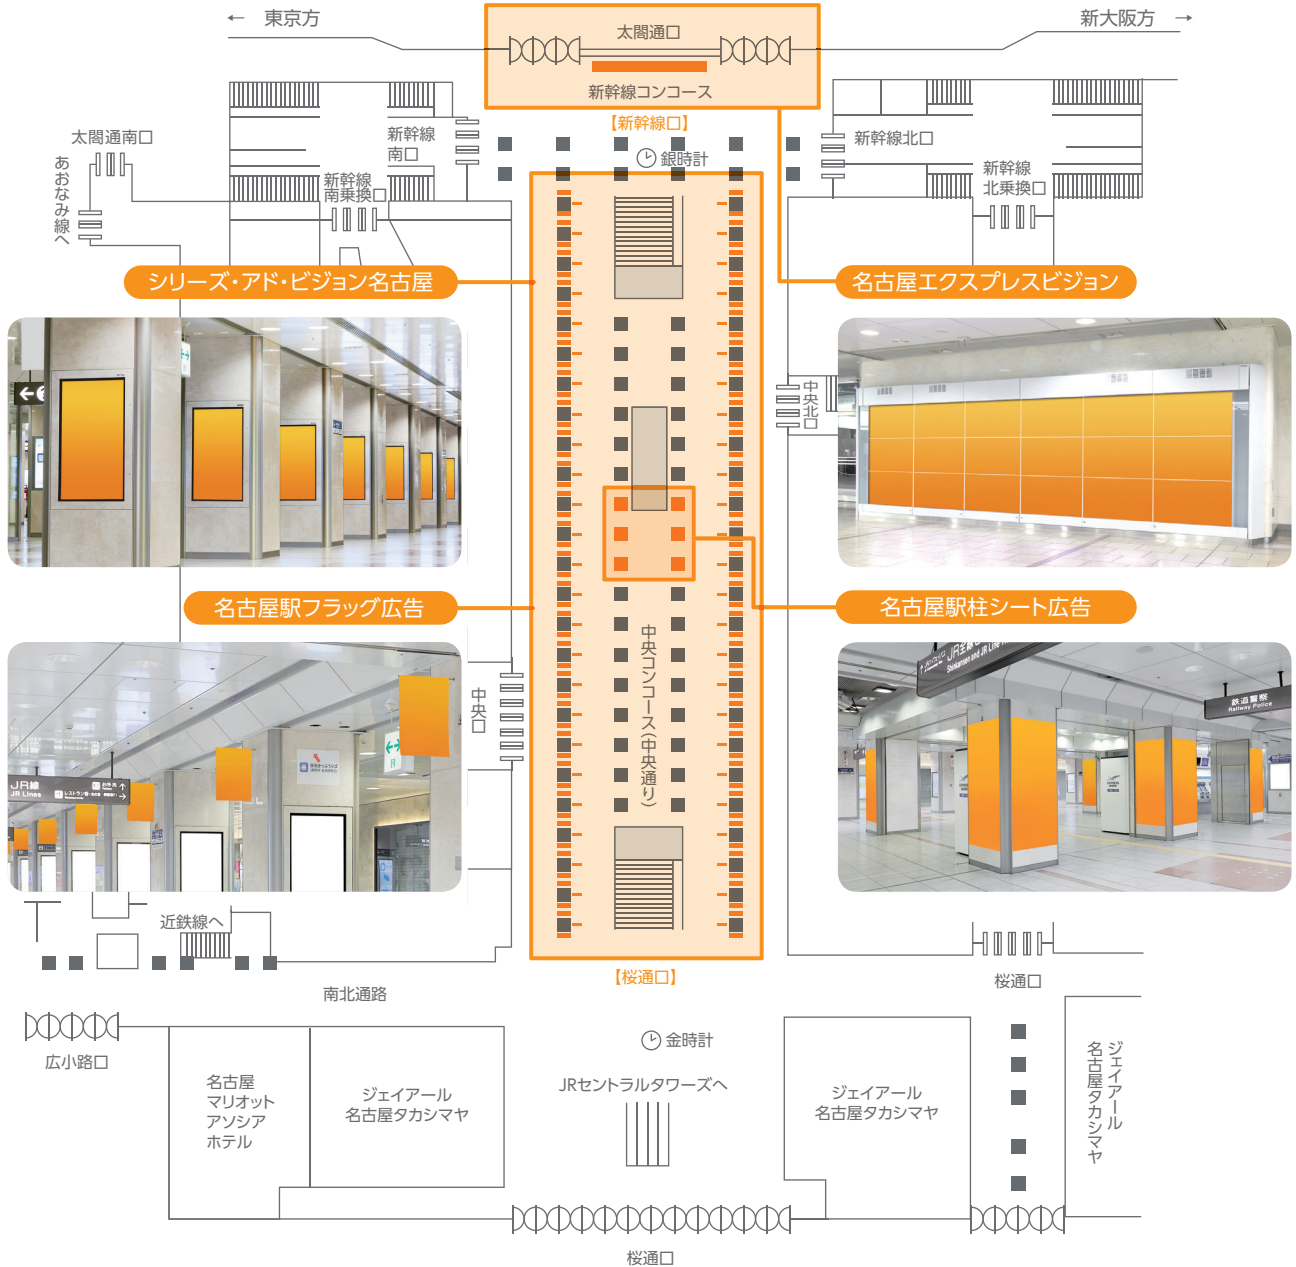 ← 東京方
太閤通口
新大阪方 →
新幹線コンコース
【新幹線口】
太閤通南口
新幹線
南口
新幹線北口
銀時計
あおなみ線へ
新幹線
南乗換口
新幹線
北乗換口
シリーズ・アド・ビジョン名古屋
名古屋エクスプレスビジョン
中央北口
名古屋駅フラッグ広告
名古屋駅柱シート広告
中央コンコース(中央通り)
中央口
JR線
JR Lines
鉄道警察
Railway Police
近鉄線へ
【桜通口】
桜通口
南北通路
広小路口
金時計
名古屋
マリオット
アソシア
ホテル
ジェイアール
名古屋タカシマヤ
JRセントラルタワーズへ
ジェイアール
名古屋タカシマヤ
ジェイアール
名古屋タカシマヤ
桜通口